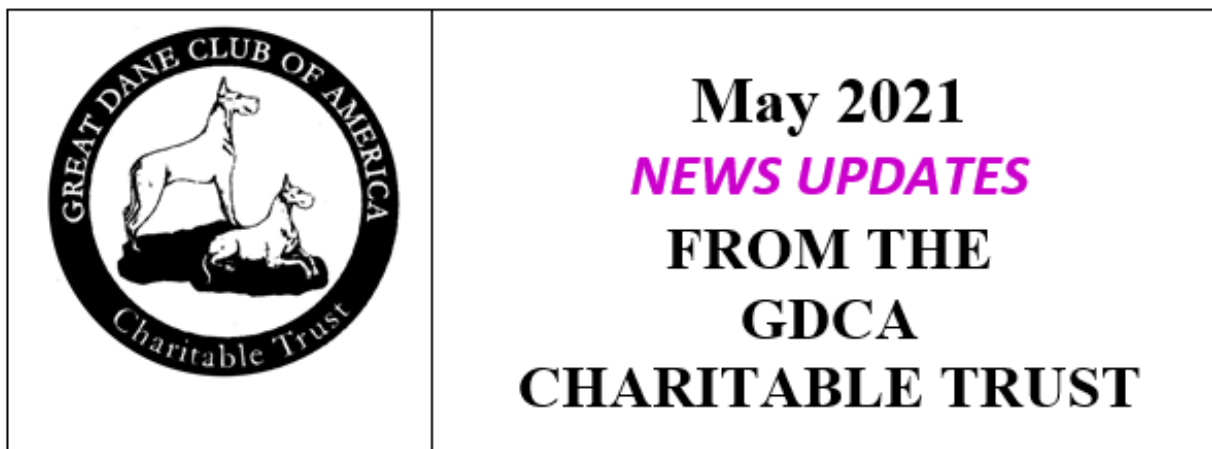 GREAT DANE CLUB OF AMERICA
Charitable Trust
May 2021
NEWS UPDATES
FROM THE
GDCA
CHARITABLE TRUST